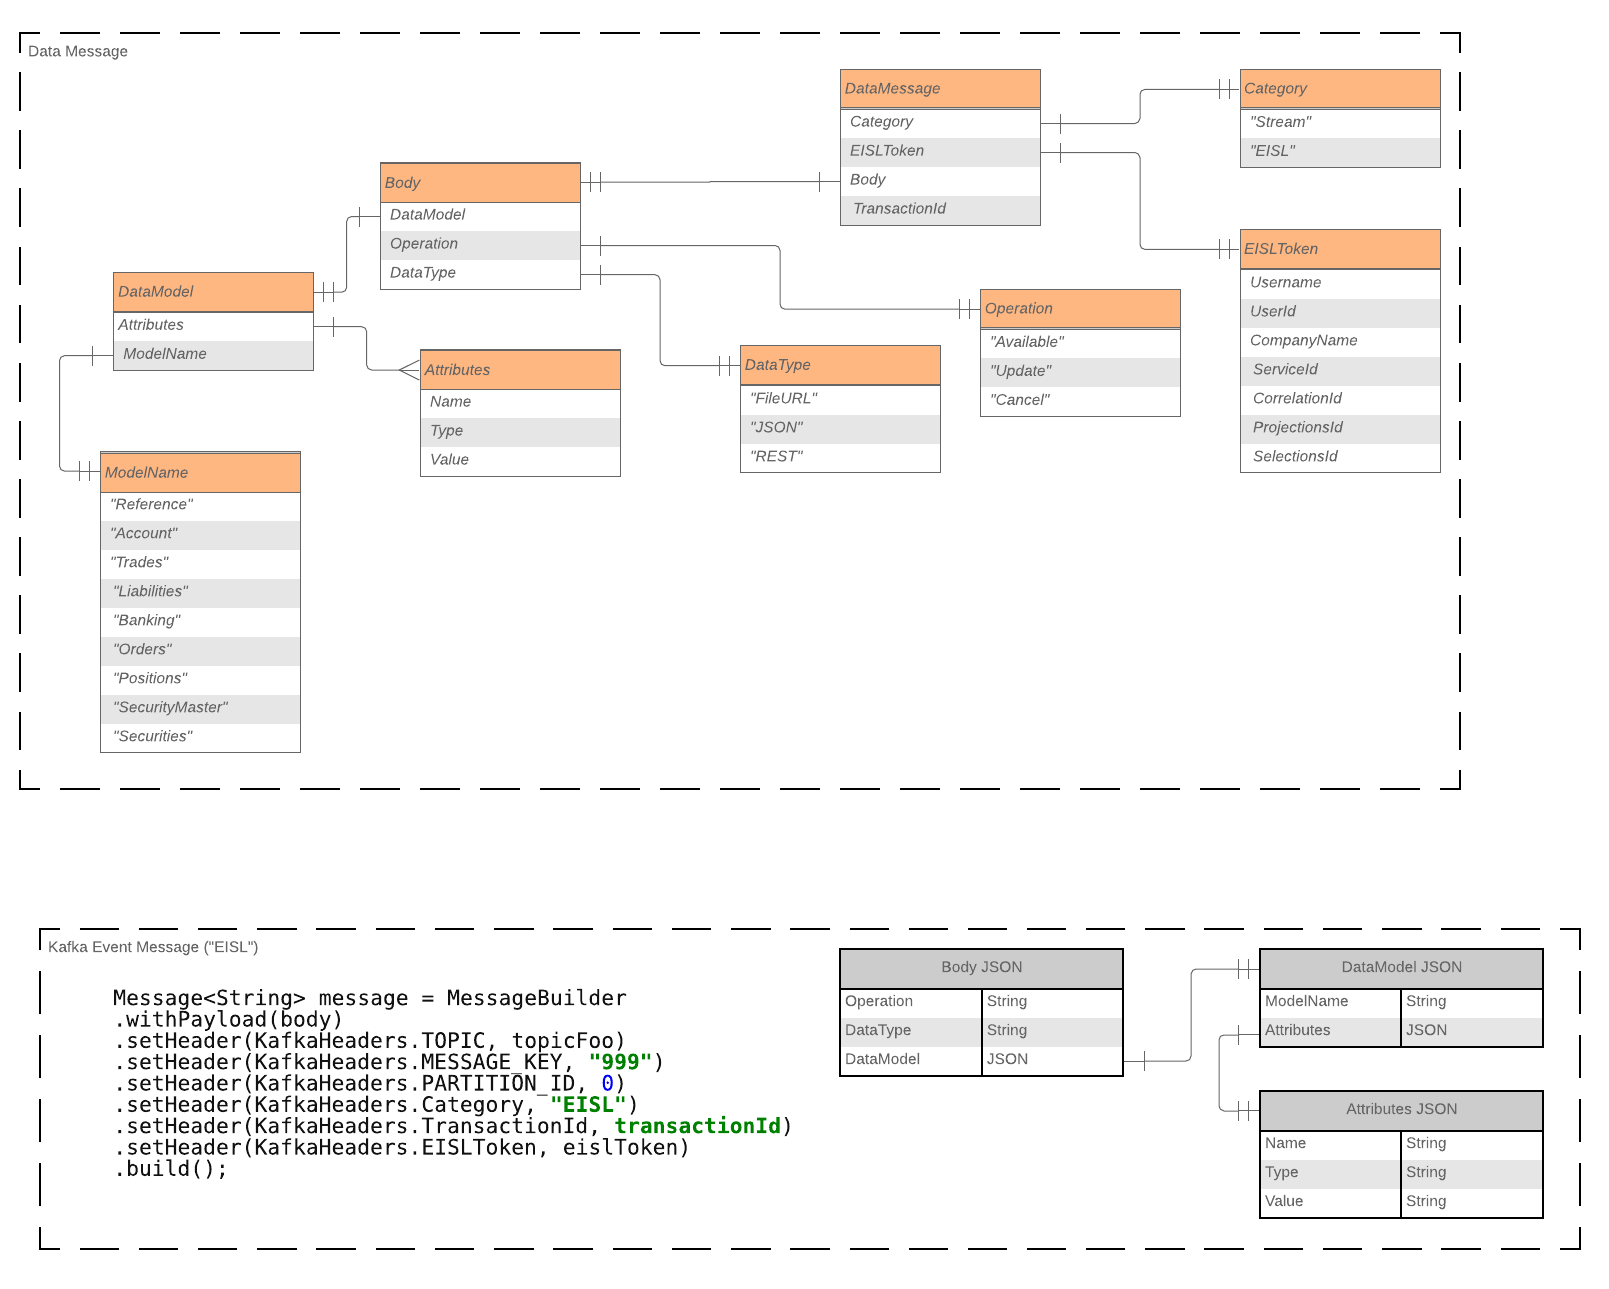 Data Message
DataMessage
Category
EISLToken
Body
TransactionId
Category
"Stream"
"EISL"
Body
DataModel
Operation
DataType
EISLToken
Username
UserId
CompanyName
ServiceId
CorrelationId
ProjectionsId
SelectionsId
DataModel
Attributes
ModelName
Operation
"Available"
"Update"
"Cancel"
Attributes
Name
Type
Value
DataType
"FileURL"
"JSON"
"REST"
ModelName
"Reference"
"Account"
"Trades"
"Liabilities"
"Banking"
"Orders"
"Positions"
"SecurityMaster"
"Securities"
Kafka Event Message ("EISL")
Message<String> message = MessageBuilder
.withPayload(body)
.setHeader(KafkaHeaders.TOPIC, topicFoo)
.setHeader(KafkaHeaders.MESSAGE_KEY, "999")
.setHeader(KafkaHeaders.PARTITION_ID, 0)
.setHeader(KafkaHeaders.Category, "EISL")
.setHeader(KafkaHeaders.TransactionId, transactionId)
.setHeader(KafkaHeaders.EISLToken, eislToken)
.build();
Body JSON
Operation String
DataType String
DataModel JSON
DataModel JSON
ModelName String
Attributes JSON
Attributes JSON
Name String
Type String
Value String